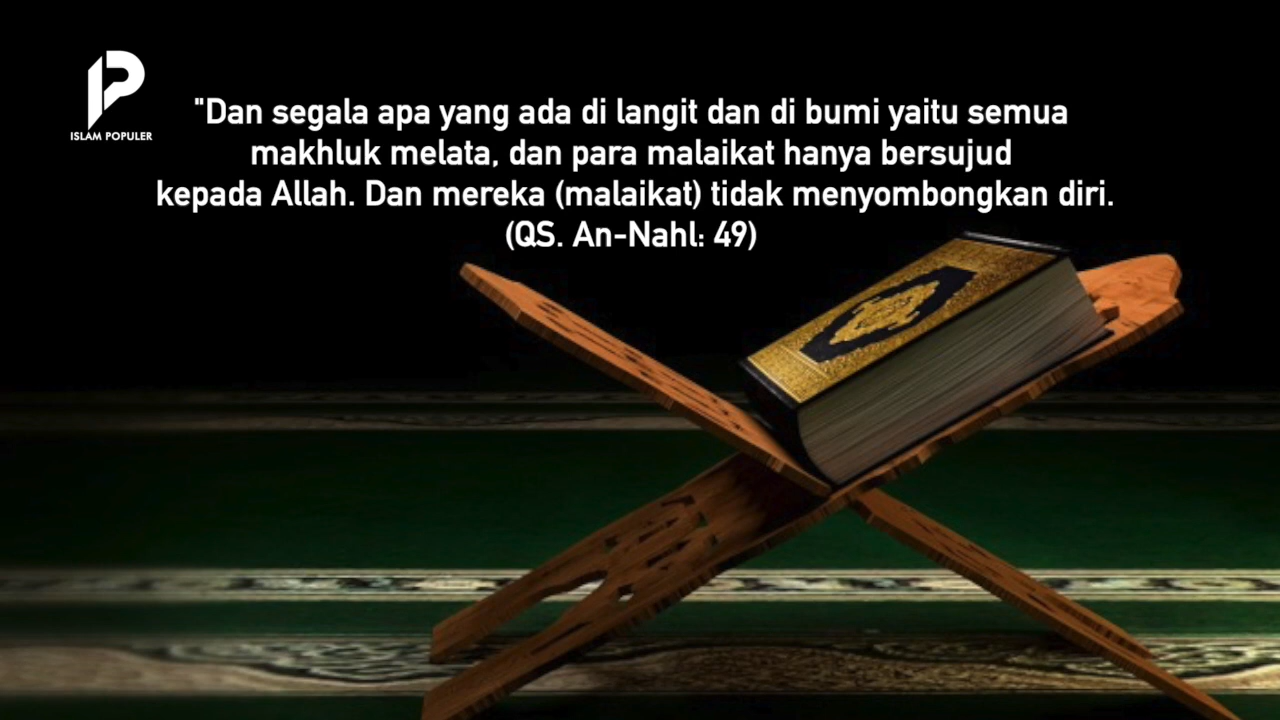 ISLAM POPULER
"Dan segala apa yang ada di langit dan di bumi yaitu semua
makhluk melata, dan para malaikat hanya bersujud
kepada Allah. Dan mereka (malaikat) tidak menyombongkan diri.
(QS. An-Nahl: 49)